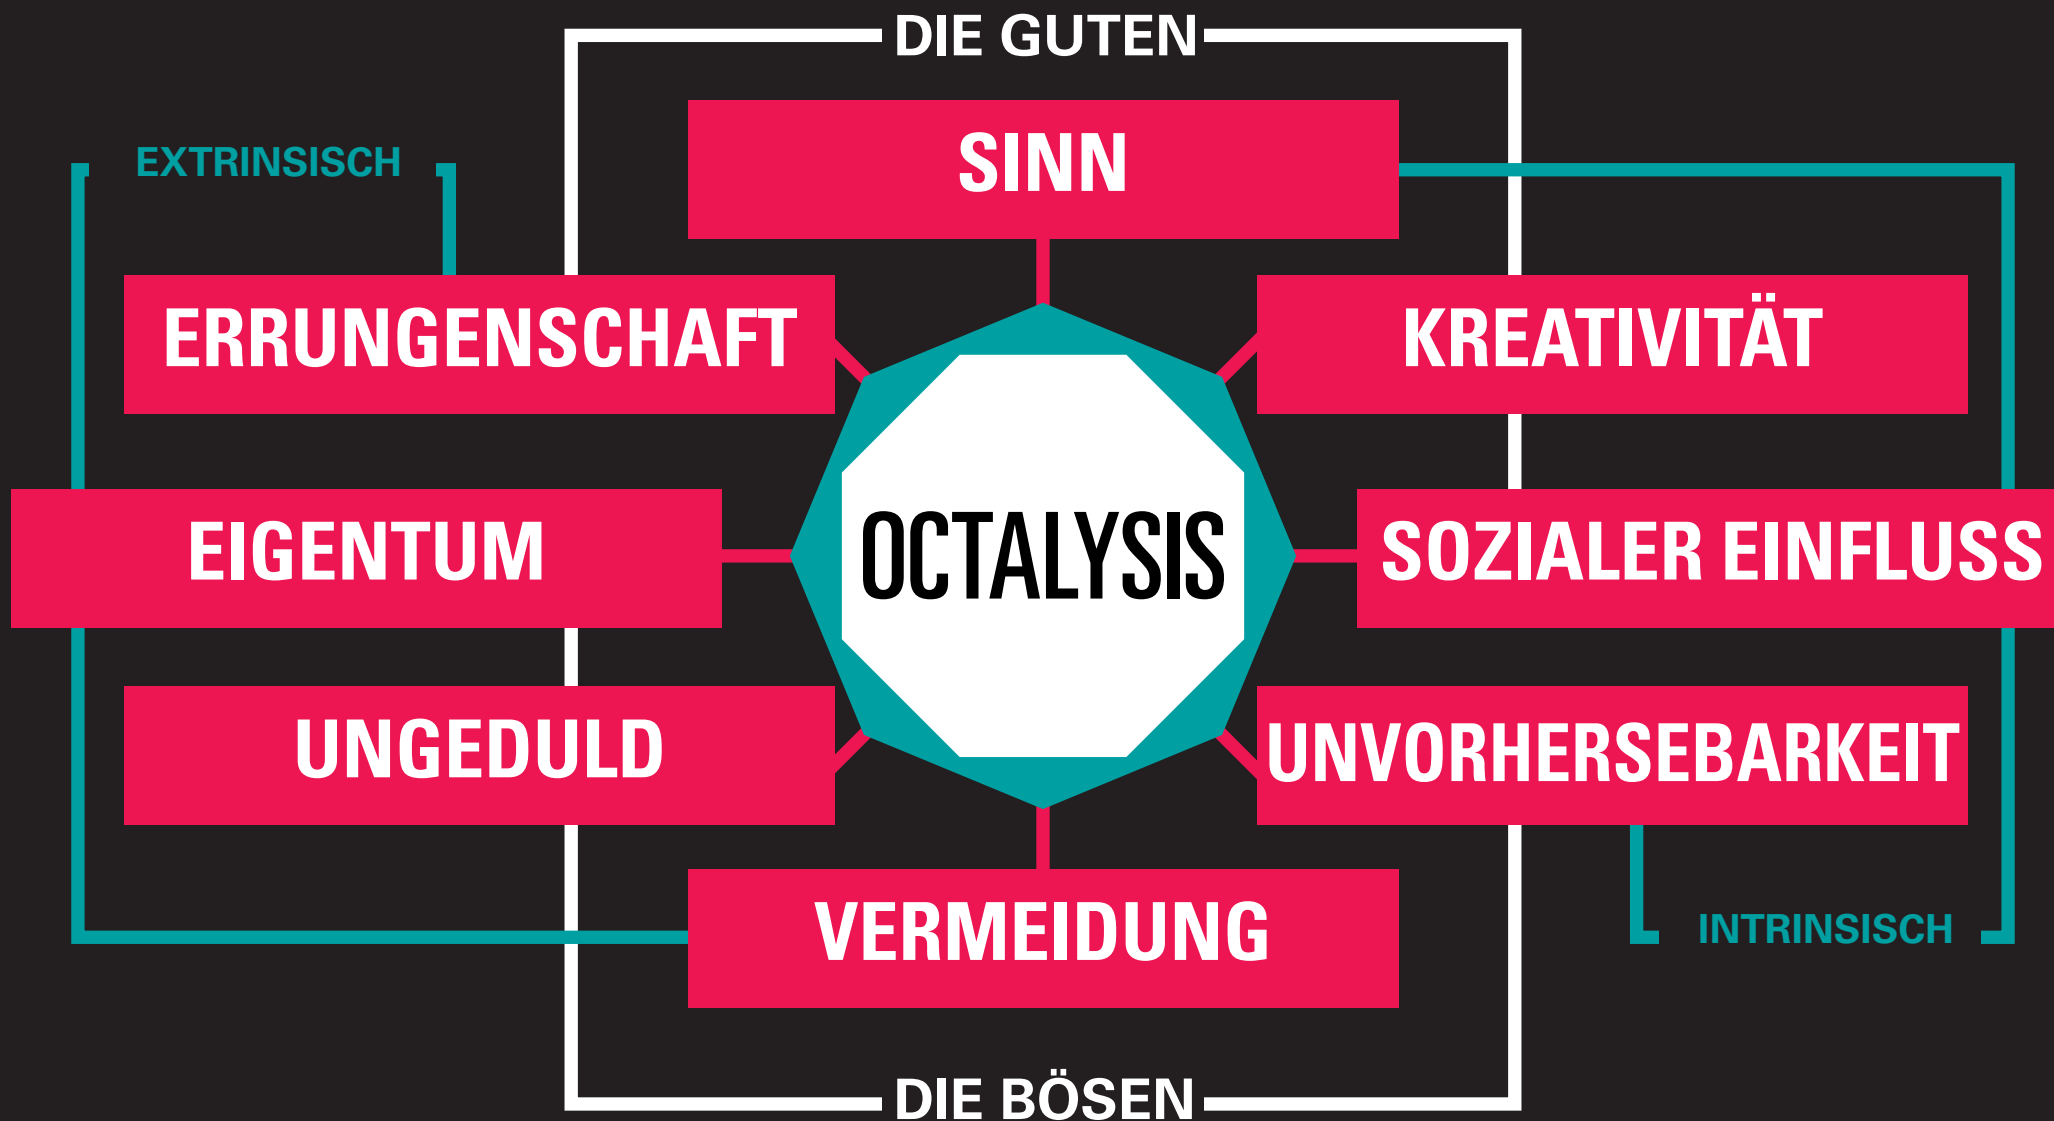 DIE GUTEN
SINN
EXTRINSISCH
ERRUNGENSCHAFT
KREATIVITÄT
EIGENTUM
OCTALYSIS
SOZIALER EINFLUSS
UNGEDULD
UNVORHERSEBARKEIT
VERMEIDUNG
INTRINSISCH
DIE BÖSEN